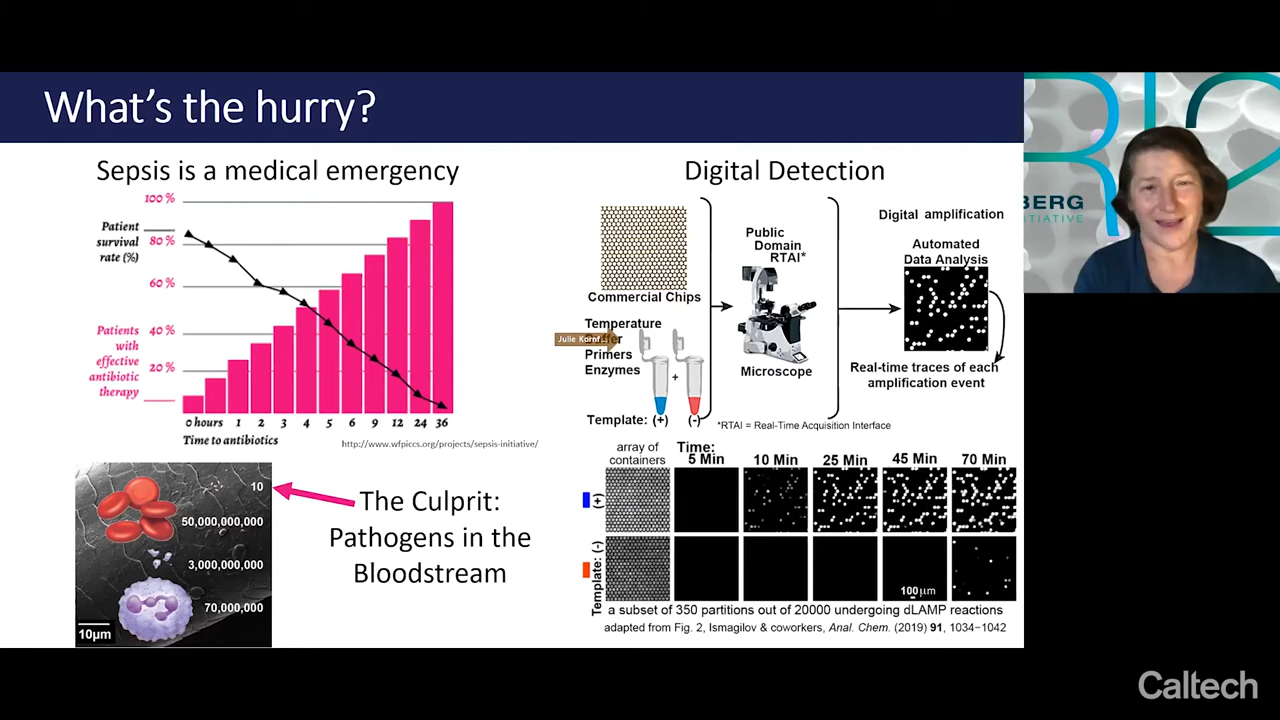 What's the hurry?
Sepsis is a medical emergency
100 %
Patient
survival
rate (%)
80 %
60 %
40 %
20 %
Patients
with
effective
antibiotic
therapy
0 hours 1 2 3 4 5 6 9 12 24 36
Time to antibiotics
http://www.wfpiccs.org/projects/sepsis-initiative/
10
50,000,000,000
3,000,000,000
70,000,000
10µm
The Culprit:
Pathogens in the
Bloodstream
Digital Detection
Commercial Chips
Temperature
Julie Kornf...
Primers
Enzymes
+
Template: (+) (-)
Public
Domain
RTAI*
Microscope
*RTAI = Real-Time Acquisition Interface
Digital amplification
Automated
Data Analysis
Real-time traces of each
amplification event
array of
containers
Time:
5 Min 10 Min 25 Min 45 Min 70 Min
Template: (-) (+)
100 µm
a subset of 350 partitions out of 20000 undergoing dLAMP reactions
adapted from Fig. 2, Ismagilov & coworkers, Anal. Chem. (2019) 91, 1034−1042
BERG
ITIATIVE
Caltech